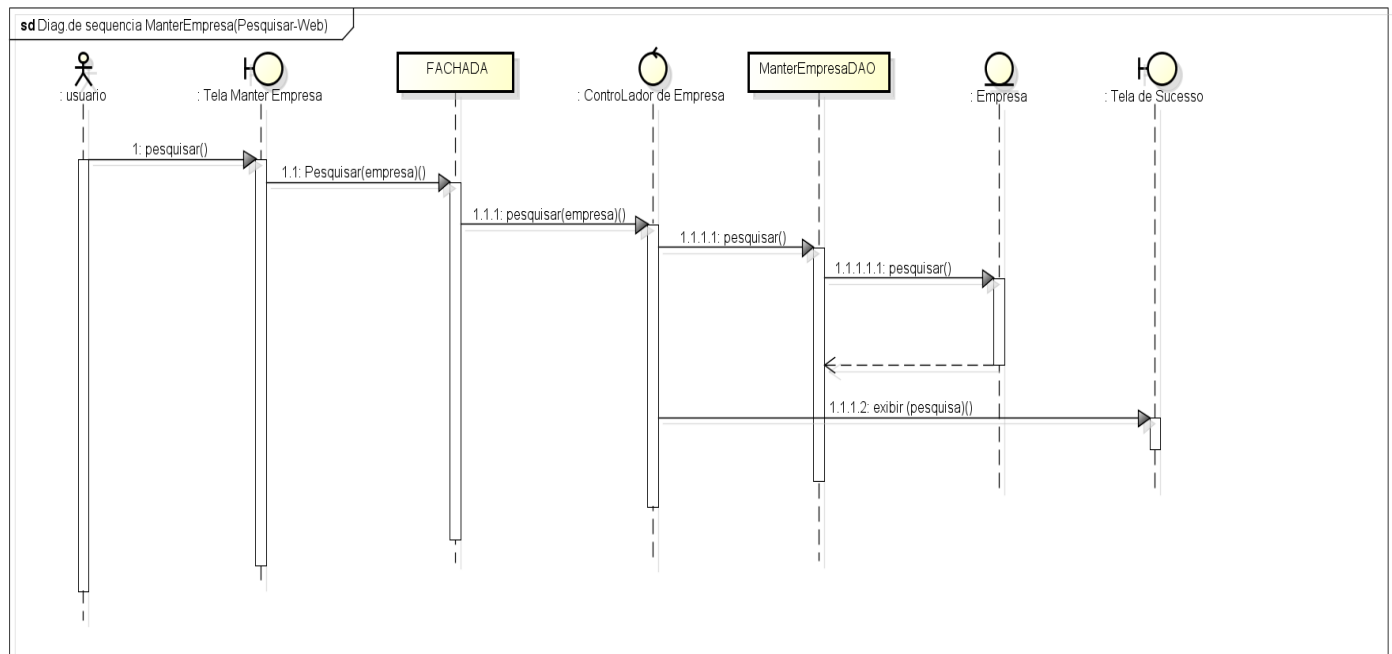 sd Diag.de sequencia ManterEmpresa(Pesquisar-Web)
: usuario
: Tela Manter Empresa
FACHADA
: ControLador de Empresa
ManterEmpresaDAO
: Empresa
: Tela de Sucesso
1: pesquisar()
1.1: Pesquisar(empresa)()
1.1.1: pesquisar(empresa)()
1.1.1.1: pesquisar()
1.1.1.1.1: pesquisar()
1.1.1.2: exibir (pesquisa)()